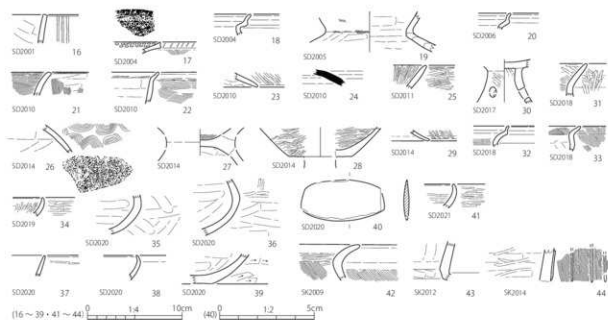 SD2001 16
SD2004 17
SD2004 18
SD2005 19
SD2006 20
SD2010 21
SD2010 22
SD2010 23
SD2010 24
SD2011 25
SD2017 30
SD2018 31
SD2014 26
SD2014 27
SD2014 28
SD2014 29
SD2018 32
SD2018 33
SD2019 34
SD2020 35
SD2020 36
SD2020 40
SD2021 41
SD2020 37
SD2020 38
SD2020 39
SK2009 42
SK2012 43
SK2014 44
(16～39・41～44) 0 1:4 10cm
(40) 0 1:2 5cm